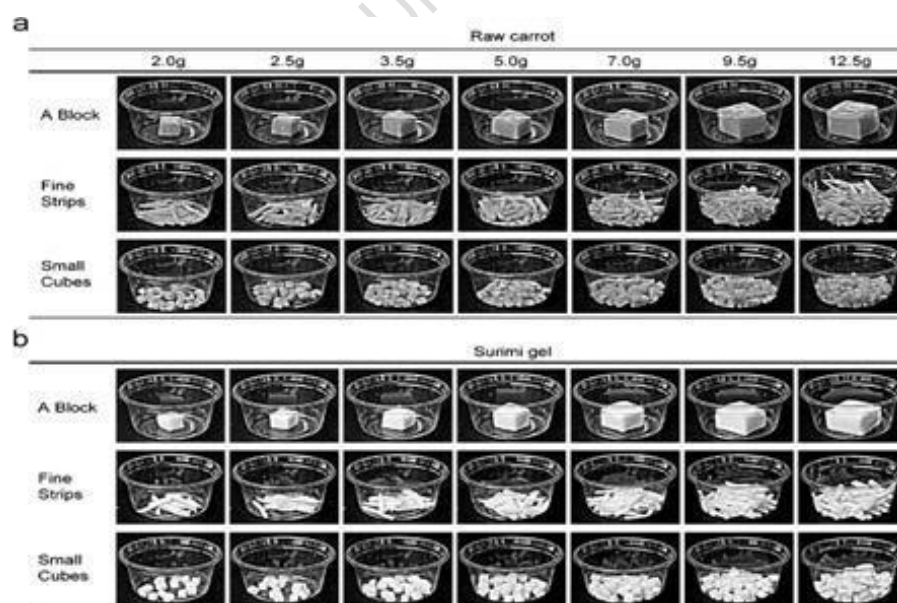 a
Raw carrot
2.0g 2.5g 3.5g 5.0g 7.0g 9.5g 12.5g
A Block
Fine
Strips
Small
Cubes
b
Surimi gel
A Block
Fine
Strips
Small
Cubes